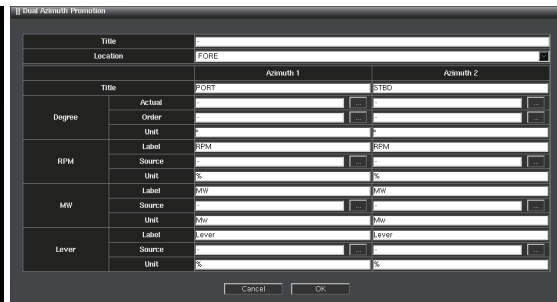 || Dual Azimuth Promotion
Title -
Location FORE
Azimuth 1 Azimuth 2
Title PORT STBD
Degree
Actual - ... - ...
Order - ... - ...
Unit ° °
RPM
Label RPM RPM
Source - ... - ...
Unit % %
MW
Label MW MW
Source - ... - ...
Unit Mw Mw
Lever
Label Lever Lever
Source - ... - ...
Unit % %
Cancel OK